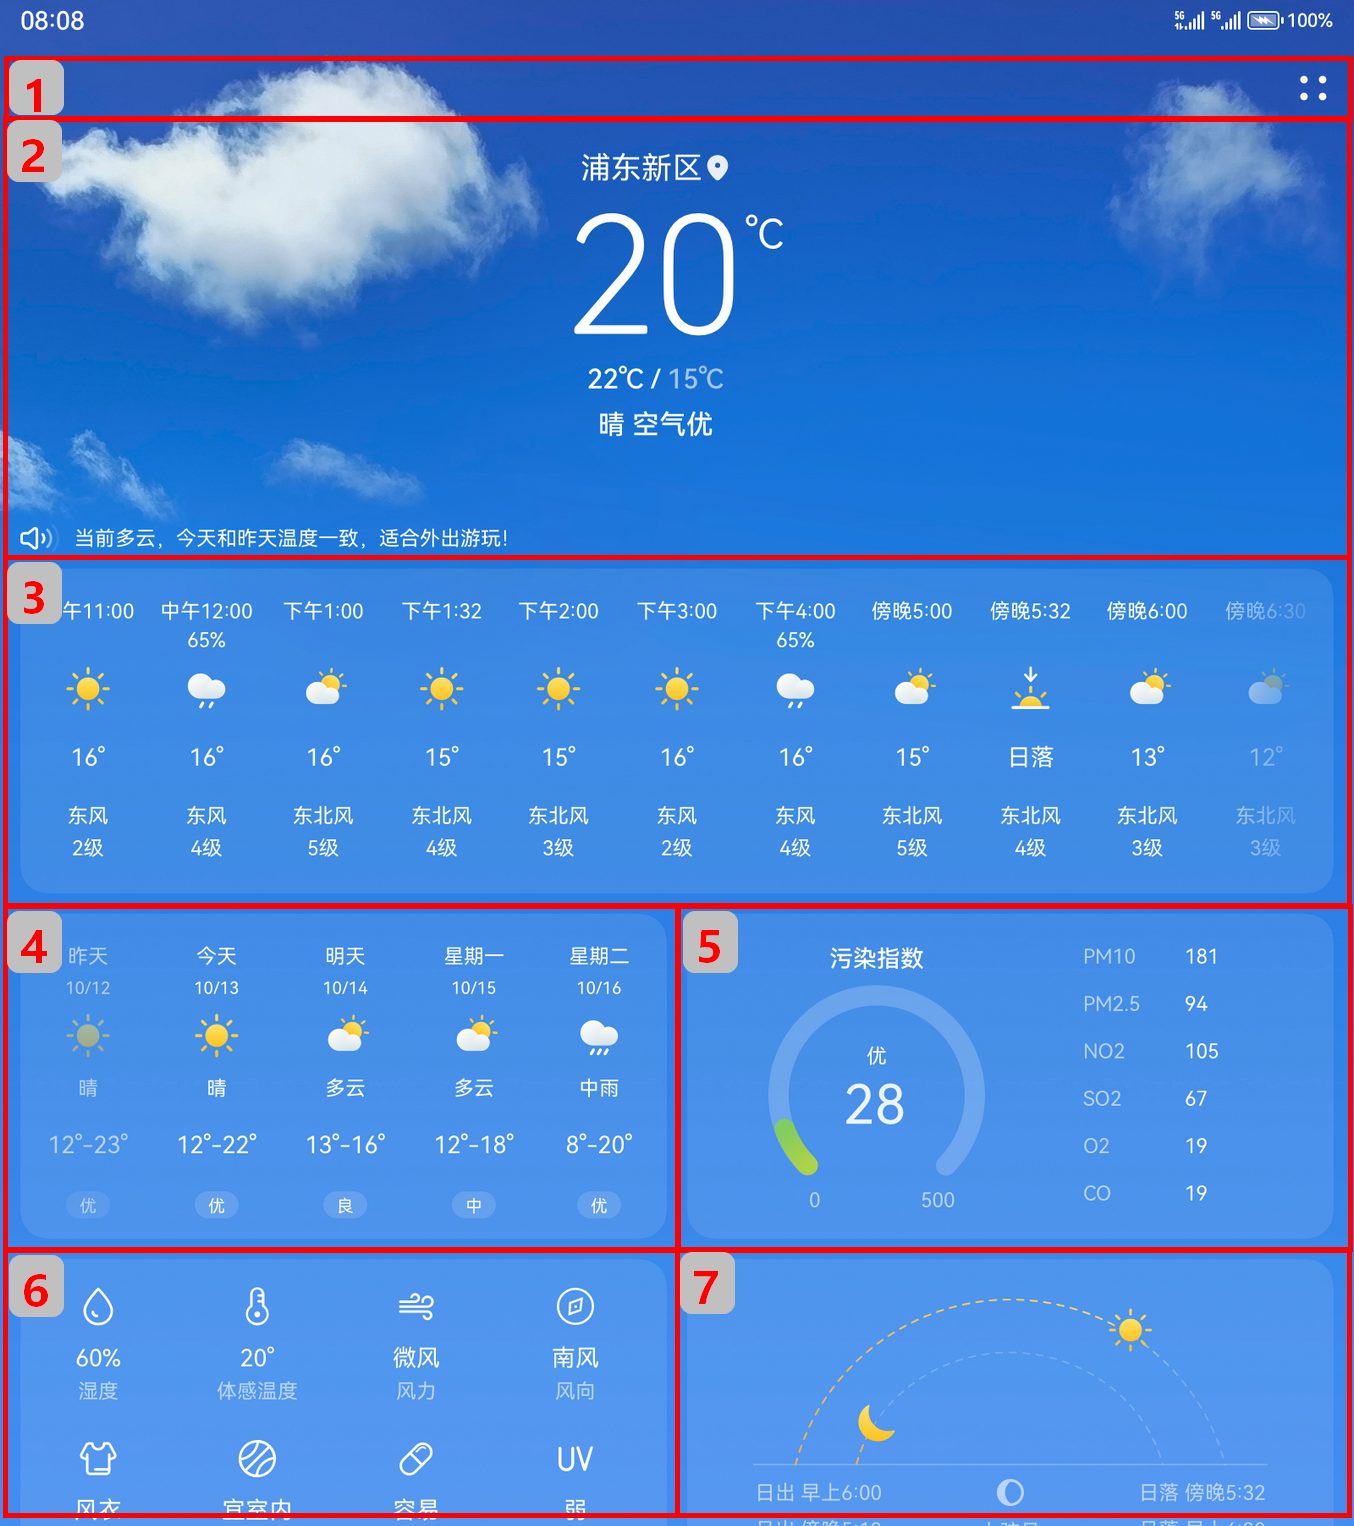 08:08 5G 5G 100%
1
2
浦东新区
20℃
22℃ / 15℃
晴 空气优
当前多云，今天和昨天温度一致，适合外出游玩！
3
午11:00 中午12:00 下午1:00 下午1:32 下午2:00 下午3:00 下午4:00 傍晚5:00 傍晚5:32 傍晚6:00 傍晚6:30
65% 65%
16° 16° 16° 15° 15° 16° 16° 15° 日落 13° 12°
东风 东风 东北风 东北风 东北风 东风 东风 东北风 东北风 东北风 东北风
2级 4级 5级 4级 3级 2级 4级 5级 4级 3级 3级
4
昨天 今天 明天 星期一 星期二
10/12 10/13 10/14 10/15 10/16
晴 晴 多云 多云 中雨
12°-23° 12°-22° 13°-16° 12°-18° 8°-20°
优 优 良 中 优
5
污染指数
优
28
0 500
PM10 181
PM2.5 94
NO2 105
SO2 67
O2 19
CO 19
6
60% 20° 微风 南风
湿度 体感温度 风力 风向
UV
风衣 宜室内 容易 弱
7
日出 早上6:00 日落 傍晚5:32